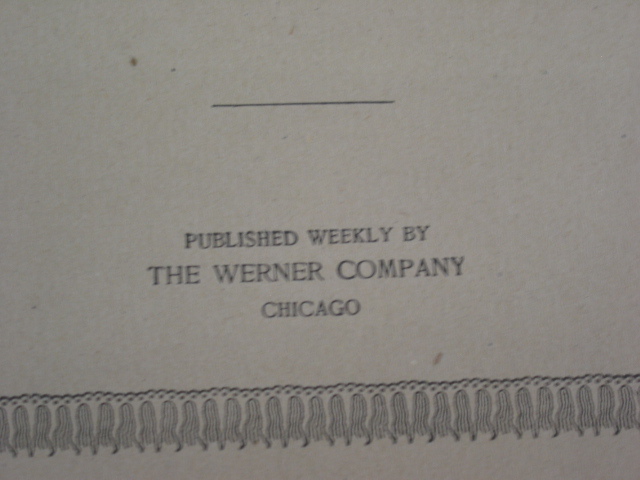 PUBLISHED WEEKLY BY
THE WERNER COMPANY
CHICAGO